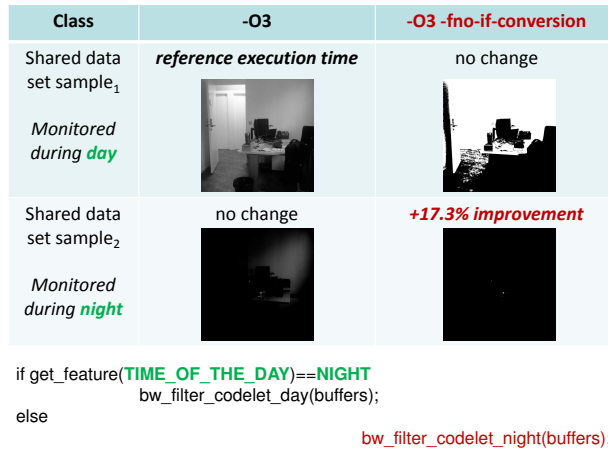 Class -O3 -O3 -fno-if-conversion
Shared data reference execution time no change
set sample1
Monitored
during day
Shared data no change +17.3% improvement
set sample2
Monitored
during night
if get_feature(TIME_OF_THE_DAY)==NIGHT
bw_filter_codelet_day(buffers);
else
bw_filter_codelet_night(buffers);